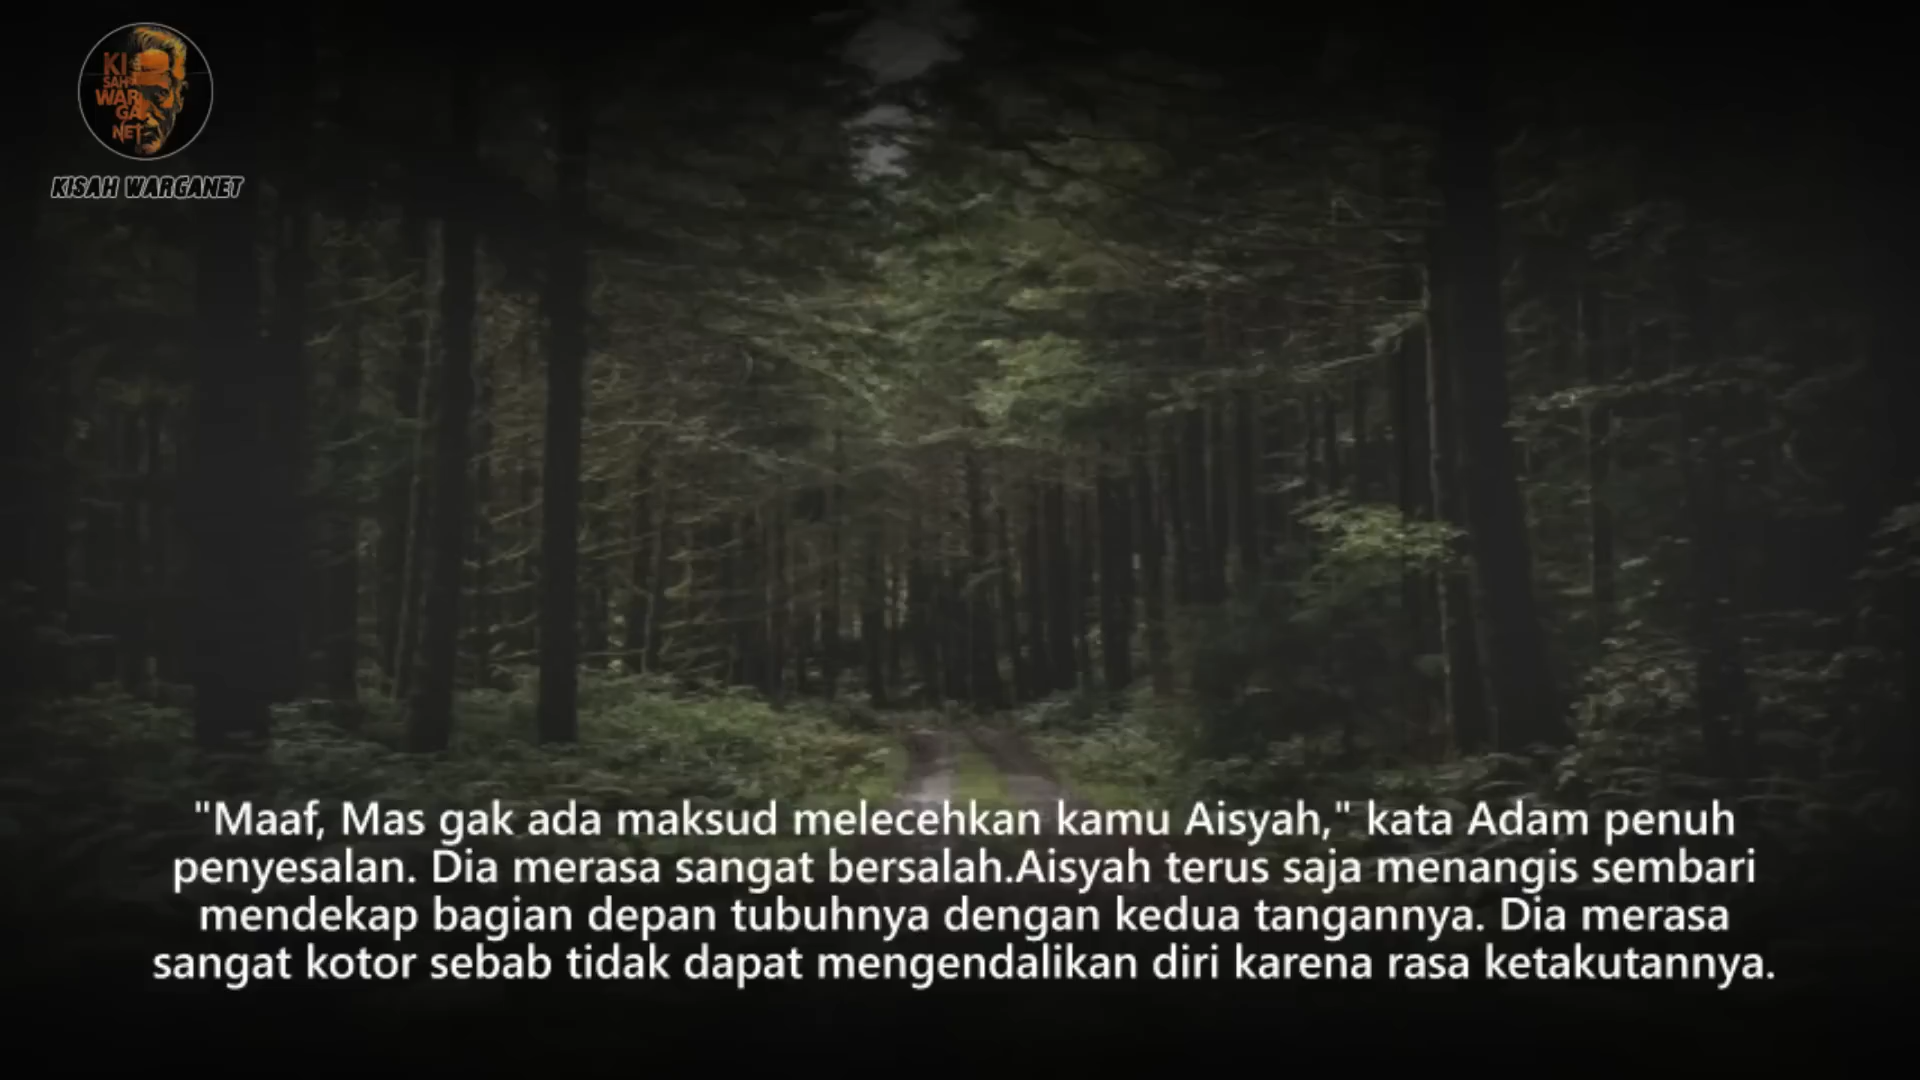 KI
SAH
WAR
GA
NET
KISAH WARGANET
"Maaf, Mas gak ada maksud melecehkan kamu Aisyah," kata Adam penuh
penyesalan. Dia merasa sangat bersalah.Aisyah terus saja menangis sembari
mendekap bagian depan tubuhnya dengan kedua tangannya. Dia merasa
sangat kotor sebab tidak dapat mengendalikan diri karena rasa ketakutannya.